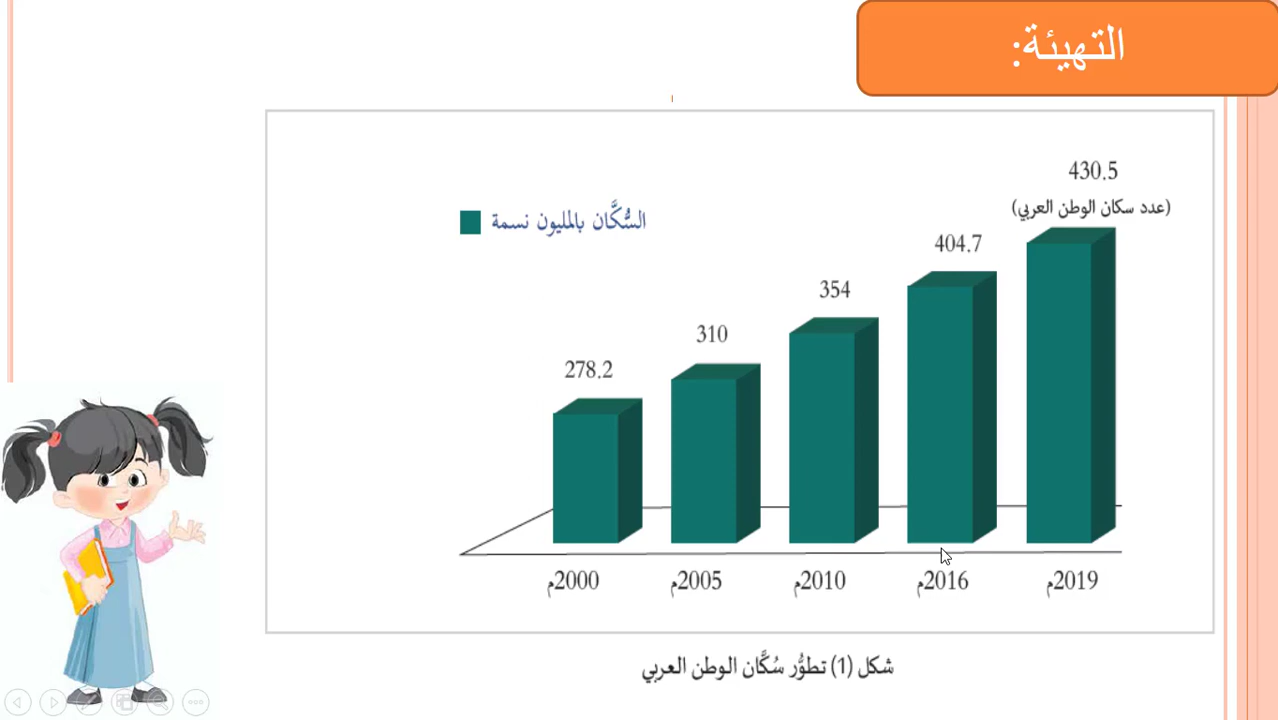 التهيئة:
430.5
(عدد سكان الوطن العربي)
السُّكَّان بالمليون نسمة
404.7
354
310
278.2
2000م
2005م
2010م
2016م
2019م
شكل (1) تطوُّر سُكَّان الوطن العربي